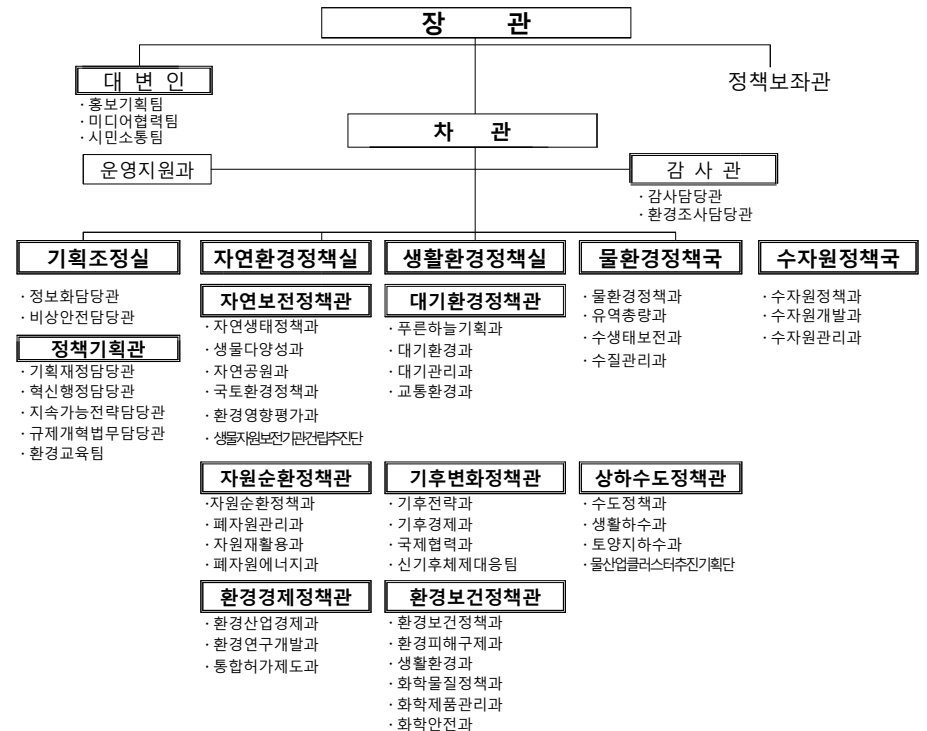 장 관
대 변 인
· 홍보기획팀
· 미디어협력팀
· 시민소통팀
정책보좌관
차 관
운영지원과
감 사 관
· 감사담당관
· 환경조사담당관
기획조정실
· 정보화담당관
· 비상안전담당관
정책기획관
· 기획재정담당관
· 혁신행정담당관
· 지속가능전략담당관
· 규제개혁법무담당관
· 환경교육팀
자연환경정책실
자연보전정책관
· 자연생태정책과
· 생물다양성과
· 자연공원과
· 국토환경정책과
· 환경영향평가과
· 생물자원보전기관건립추진단
자원순환정책관
·자원순환정책과
· 폐자원관리과
· 자원재활용과
· 폐자원에너지과
환경경제정책관
· 환경산업경제과
· 환경연구개발과
· 통합허가제도과
생활환경정책실
대기환경정책관
· 푸른하늘기획과
· 대기환경과
· 대기관리과
· 교통환경과
기후변화정책관
· 기후전략과
· 기후경제과
· 국제협력과
· 신기후체제대응팀
환경보건정책관
· 환경보건정책과
· 환경피해구제과
· 생활환경과
· 화학물질정책과
· 화학제품관리과
· 화학안전과
물환경정책국
· 물환경정책과
· 유역총량과
· 수생태보전과
· 수질관리과
상하수도정책관
· 수도정책과
· 생활하수과
· 토양지하수과
· 물산업클러스터추진기획단
수자원정책국
· 수자원정책과
· 수자원개발과
· 수자원관리과